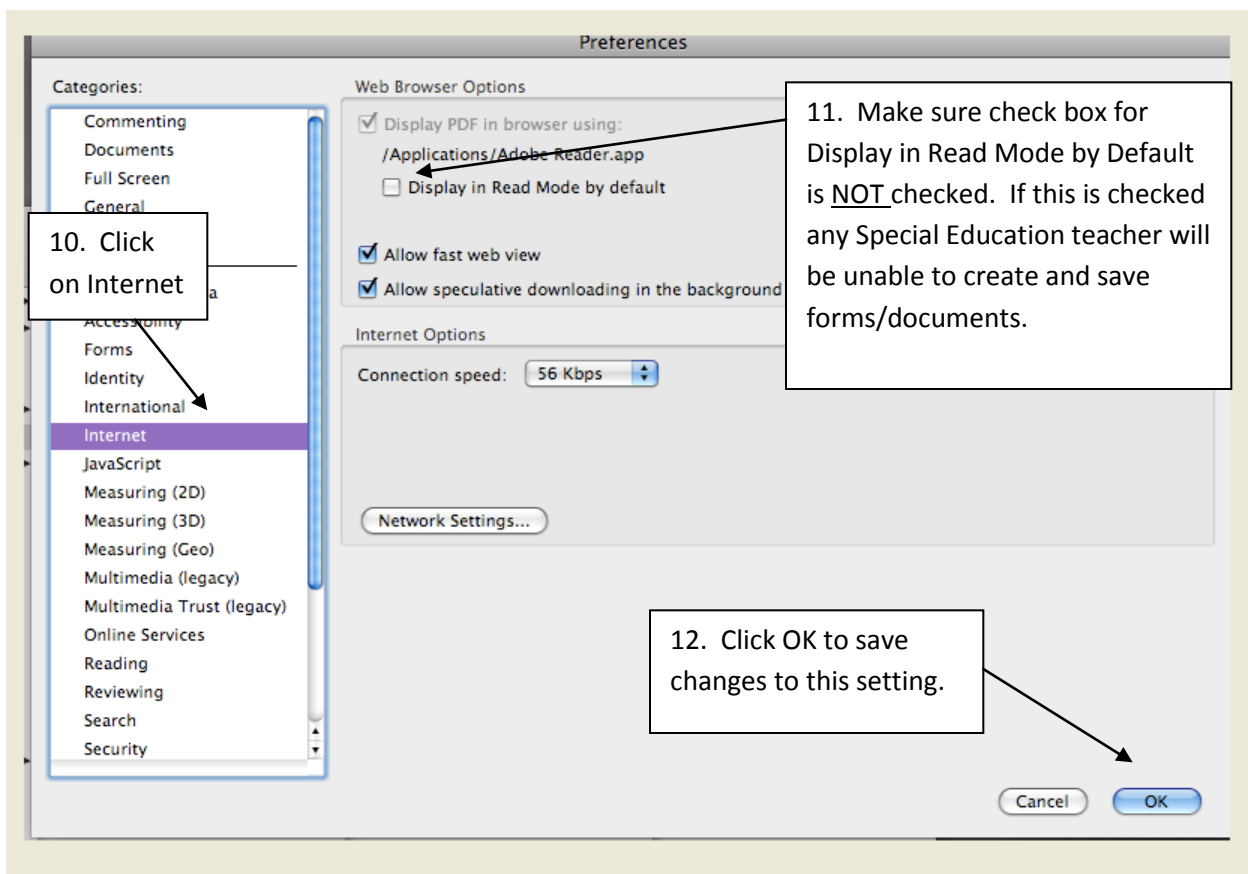 Preferences
Categories:
Commenting
Documents
Full Screen
General
a
Accessibility
Forms
Identity
International
Internet
JavaScript
Measuring (2D)
Measuring (3D)
Measuring (Geo)
Multimedia (legacy)
Multimedia Trust (legacy)
Online Services
Reading
Reviewing
Search
Security
10. Click
on Internet
Web Browser Options
Display PDF in browser using:
/Applications/Adobe Reader.app
Display in Read Mode by default
Allow fast web view
Allow speculative downloading in the background
Internet Options
Connection speed: 56 Kbps
Network Settings...
11. Make sure check box for
Display in Read Mode by Default
is NOT checked. If this is checked
any Special Education teacher will
be unable to create and save
forms/documents.
12. Click OK to save
changes to this setting.
Cancel OK